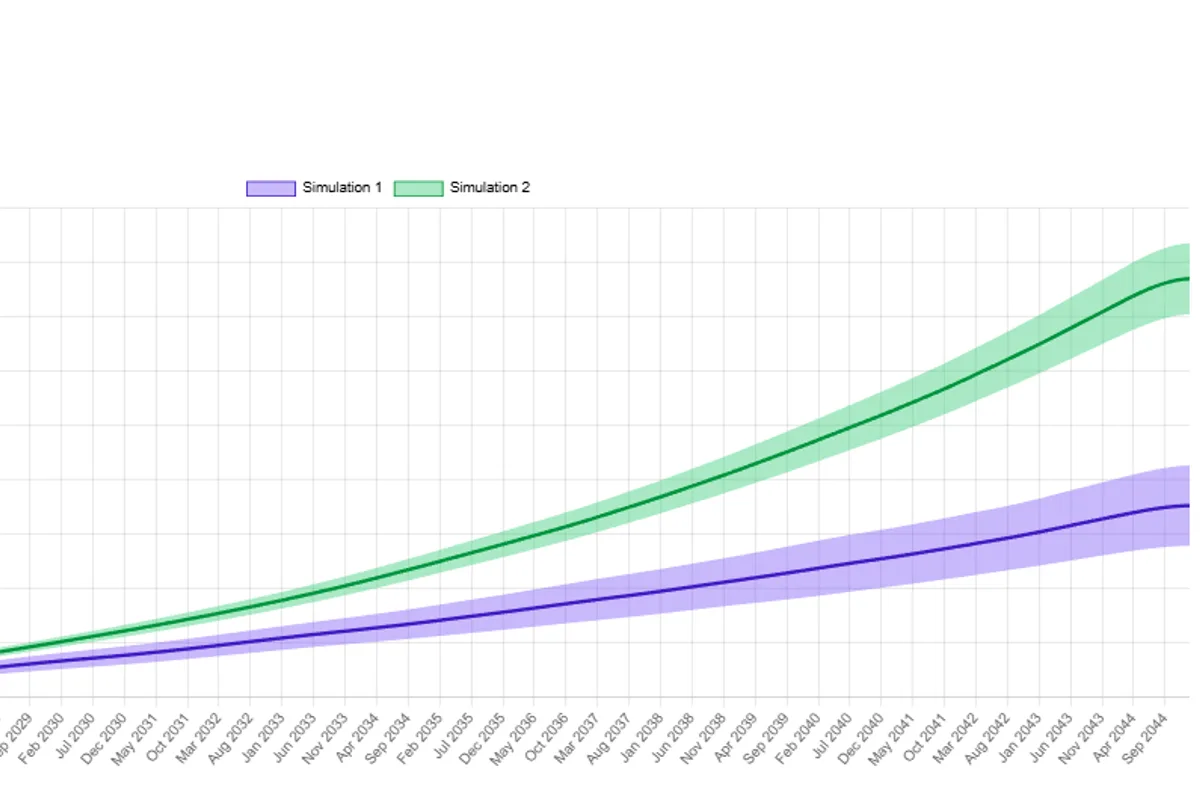 Simulation 1 Simulation 2
2029 Feb 2030 Jul 2030 Dec 2030 May 2031 Oct 2031 Mar 2032 Aug 2032 Jan 2033 Jun 2033 Nov 2033 Apr 2034 Sep 2034 Feb 2035 Jul 2035 Dec 2035 May 2036 Oct 2036 Mar 2037 Aug 2037 Jan 2038 Jun 2038 Nov 2038 Apr 2039 Sep 2039 Feb 2040 Jul 2040 Dec 2040 May 2041 Oct 2041 Mar 2042 Aug 2042 Jan 2043 Jun 2043 Nov 2043 Apr 2044 Sep 2044